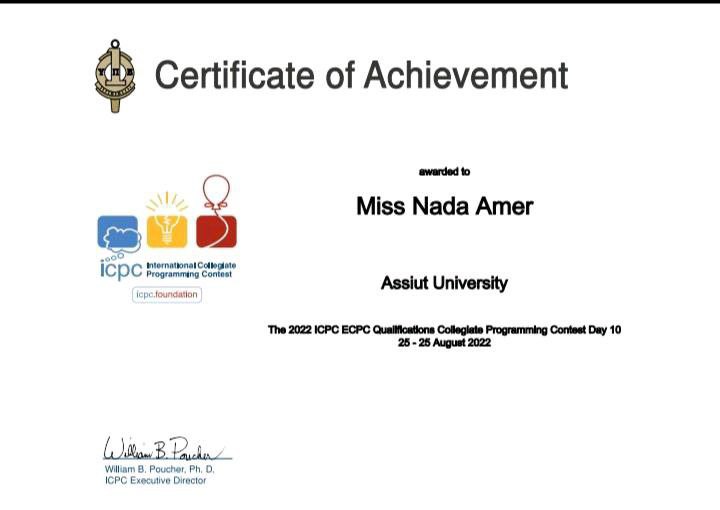 Certificate of Achievement
awarded to
Miss Nada Amer
icpc International Collegiate
Programming Contest
icpc.foundation
Assiut University
The 2022 ICPC ECPC Qualifications Collegiate Programming Contest Day 10
25 - 25 August 2022
William B. Poucher
William B. Poucher, Ph. D.
ICPC Executive Director